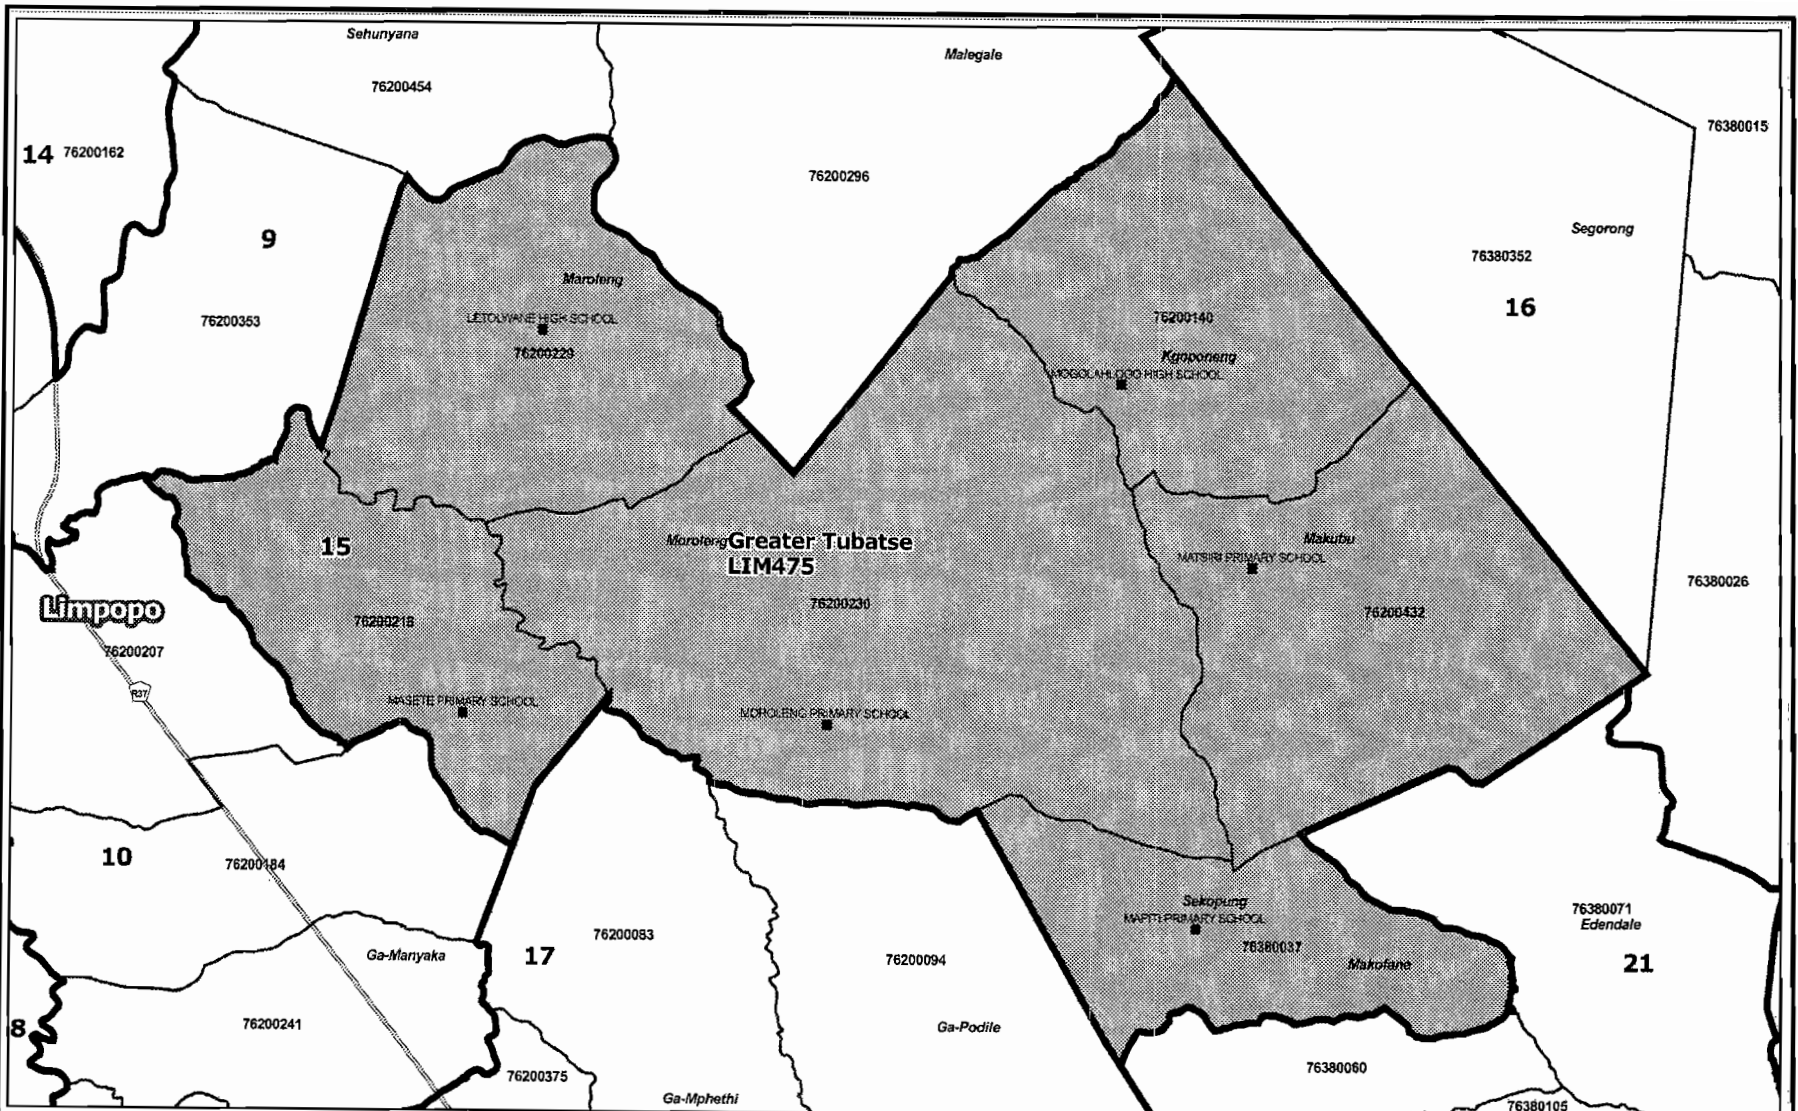 Sehunyana
Malegale
76200454
76380015
14 76200162
76200296
9
Segorong
76380352
Maroleng
16
76200353
LETOLWANE HIGH SCHOOL
76200140
76200229
Kgoponeng
MOGOLAHLOGO HIGH SCHOOL
15
Moroleng
Greater Tubatse
LIM475
Makubu
MATSIRI PRIMARY SCHOOL
76380026
Limpopo
76200230
76200432
76200218
76200207
R37
MASETE PRIMARY SCHOOL
MOROLENG PRIMARY SCHOOL
10
76200184
Sekopung
MAPITI PRIMARY SCHOOL
76380071
Edendale
76200083
76380037
Ga-Manyaka
17
76200094
Makofane
21
76200241
8
Ga-Podile
76200375
76380060
Ga-Mphethi
76380105